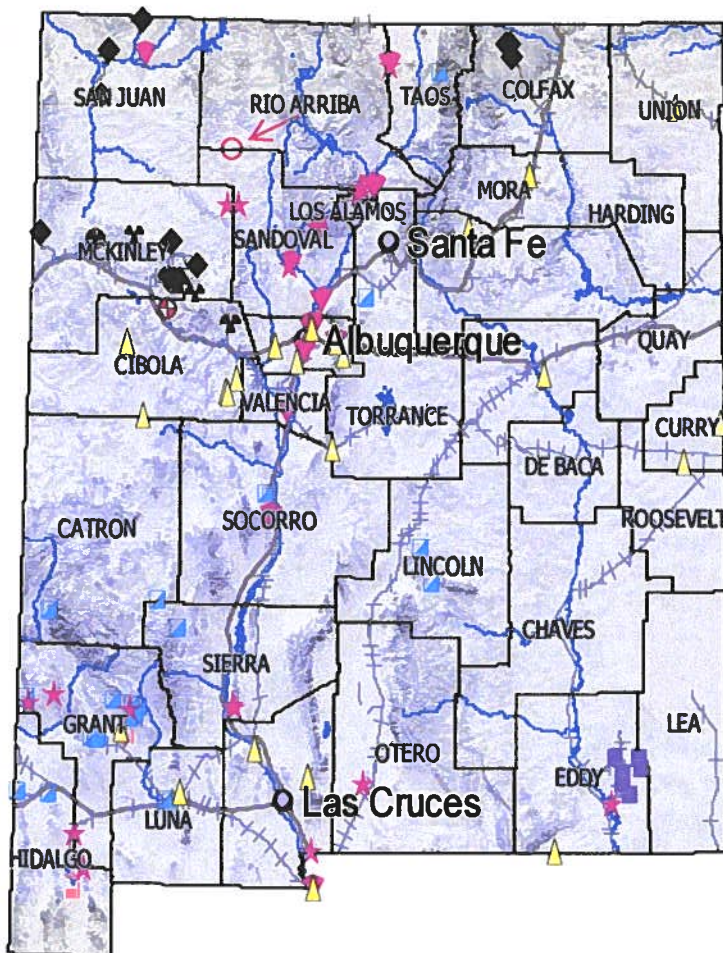 SAN JUAN
RIO ARRIBA
TAOS
COLFAX
UNION
LOS ALAMOS
MORA
HARDING
MCKINLEY
SANDOVAL
Santa Fe
Albuquerque
QUAY
CIBOLA
VALENCIA
TORRANCE
CURRY
DE BACA
CATRON
SOCORRO
ROOSEVELT
LINCOLN
CHAVES
SIERRA
GRANT
OTERO
LEA
EDDY
Las Cruces
LUNA
HIDALGO